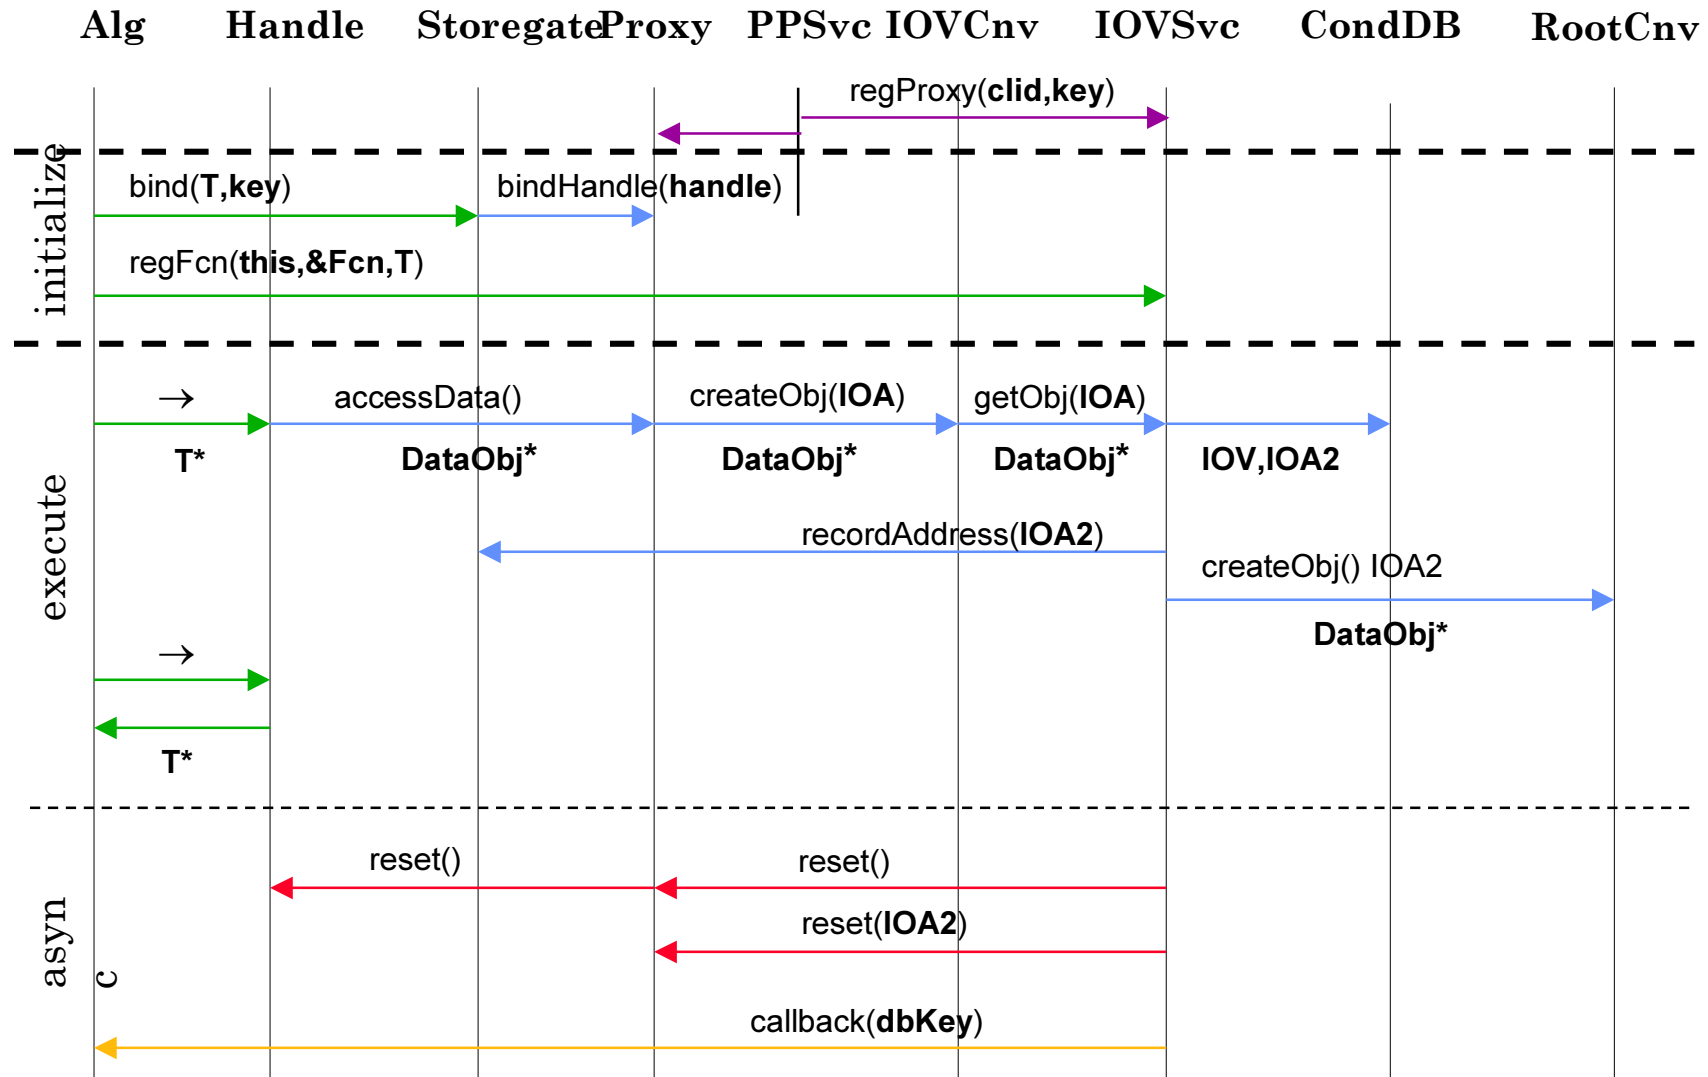 Alg Handle Storegate Proxy PPSvc IOVCnv IOVSvc CondDB RootCnv
regProxy(clid,key)
initialize
bind(T,key) bindHandle(handle)
regFcn(this,&Fcn,T)
execute
→ accessData() createObj(IOA) getObj(IOA)
T* DataObj* DataObj* DataObj* IOV,IOA2
recordAddress(IOA2)
createObj() IOA2
DataObj*
→
T*
asyn
c
reset() reset()
reset(IOA2)
callback(dbKey)